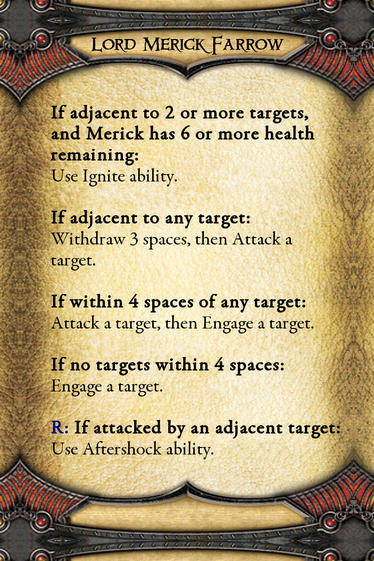 Lord Merick Farrow
If adjacent to 2 or more targets,
and Merick has 6 or more health
remaining:
Use Ignite ability.
If adjacent to any target:
Withdraw 3 spaces, then Attack a
target.
If within 4 spaces of any target:
Attack a target, then Engage a target.
If no targets within 4 spaces:
Engage a target.
R: If attacked by an adjacent target:
Use Aftershock ability.